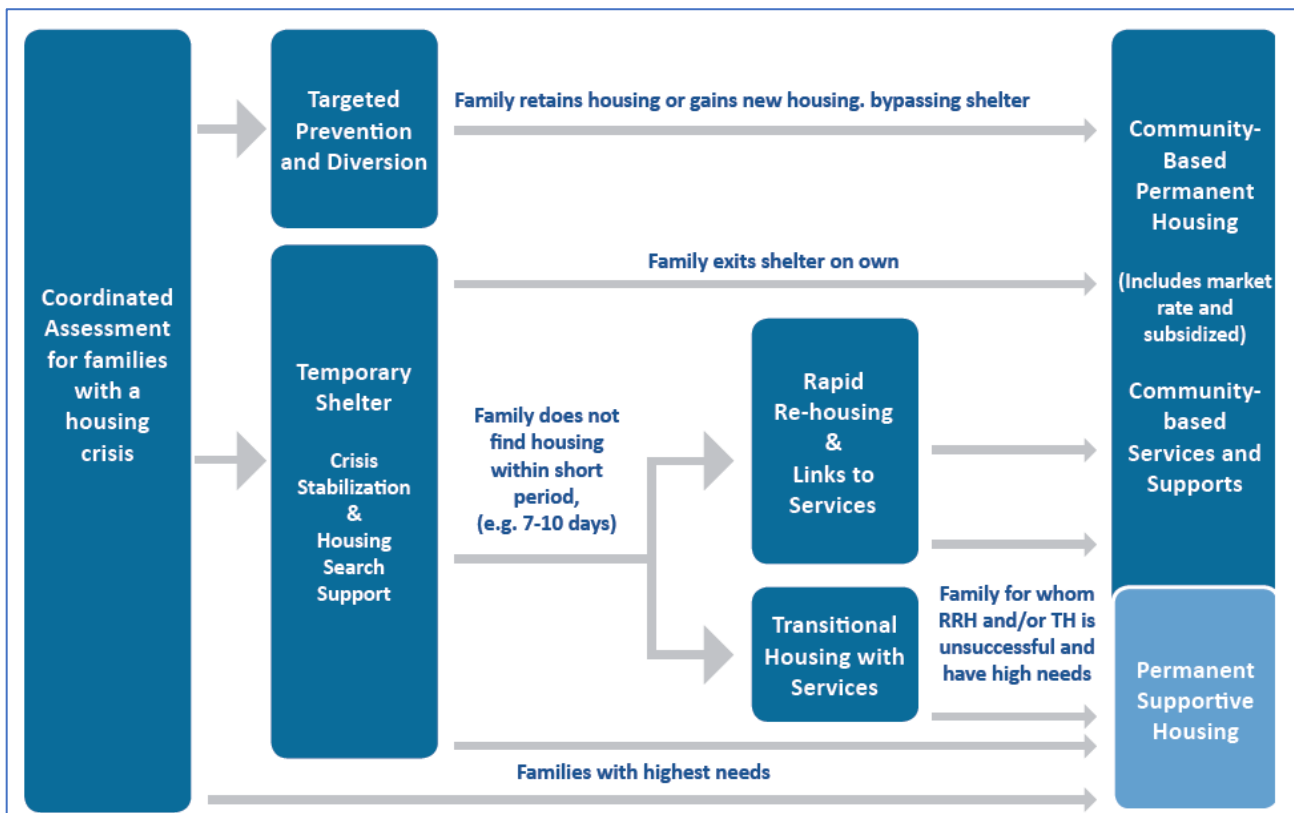 Coordinated
Assessment
for families
with a
housing
crisis
Targeted
Prevention
and Diversion
Family retains housing or gains new housing. bypassing shelter
Temporary
Shelter
Crisis
Stabilization
&
Housing
Search
Support
Family exits shelter on own
Family does not
find housing
within short
period,
(e.g. 7-10 days)
Rapid
Re-housing
&
Links to
Services
Transitional
Housing with
Services
Family for whom
RRH and/or TH is
unsuccessful and
have high needs
Families with highest needs
Community-
Based
Permanent
Housing
(Includes market
rate and
subsidized)
Community-
based
Services and
Supports
Permanent
Supportive
Housing